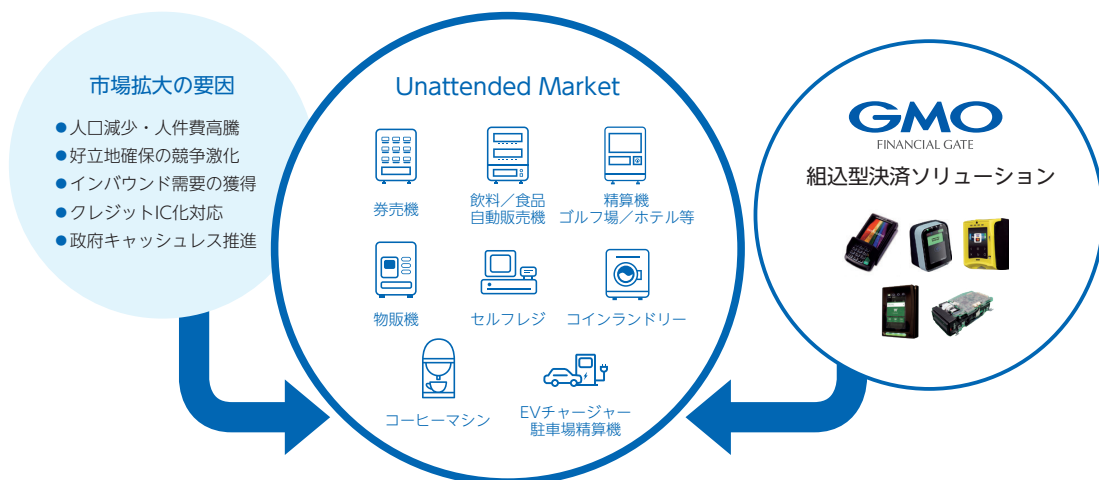 市場拡大の要因
●人口減少・人件費高騰
●好立地確保の競争激化
●インバウンド需要の獲得
●クレジットIC化対応
●政府キャッシュレス推進
Unattended Market
券売機
飲料／食品
自動販売機
精算機
ゴルフ場／ホテル等
物販機
セルフレジ
コインランドリー
コーヒーマシン
EVチャージャー
駐車場精算機
GMO
FINANCIAL GATE
組込型決済ソリューション